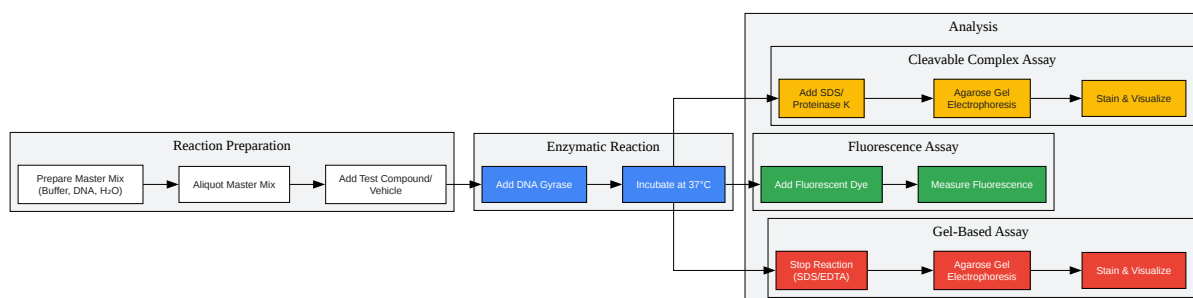 Analysis
Cleavable Complex Assay
Add SDS/
Proteinase K
Agarose Gel
Electrophoresis
Stain & Visualize
Reaction Preparation
Prepare Master Mix
(Buffer, DNA, H₂O)
Aliquot Master Mix
Add Test Compound/
Vehicle
Enzymatic Reaction
Add DNA Gyrase
Incubate at 37°C
Fluorescence Assay
Add Fluorescent Dye
Measure Fluorescence
Gel-Based Assay
Stop Reaction
(SDS/EDTA)
Agarose Gel
Electrophoresis
Stain & Visualize